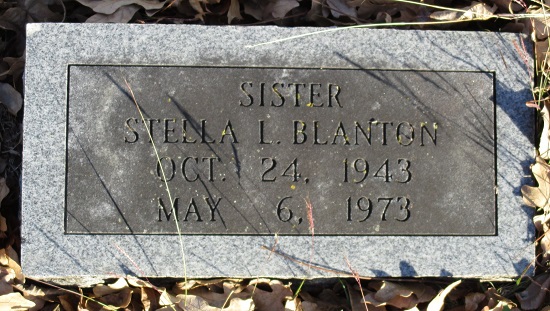 SISTER
STELLA L. BLANTON
OCT. 24, 1943
MAY 6, 1973